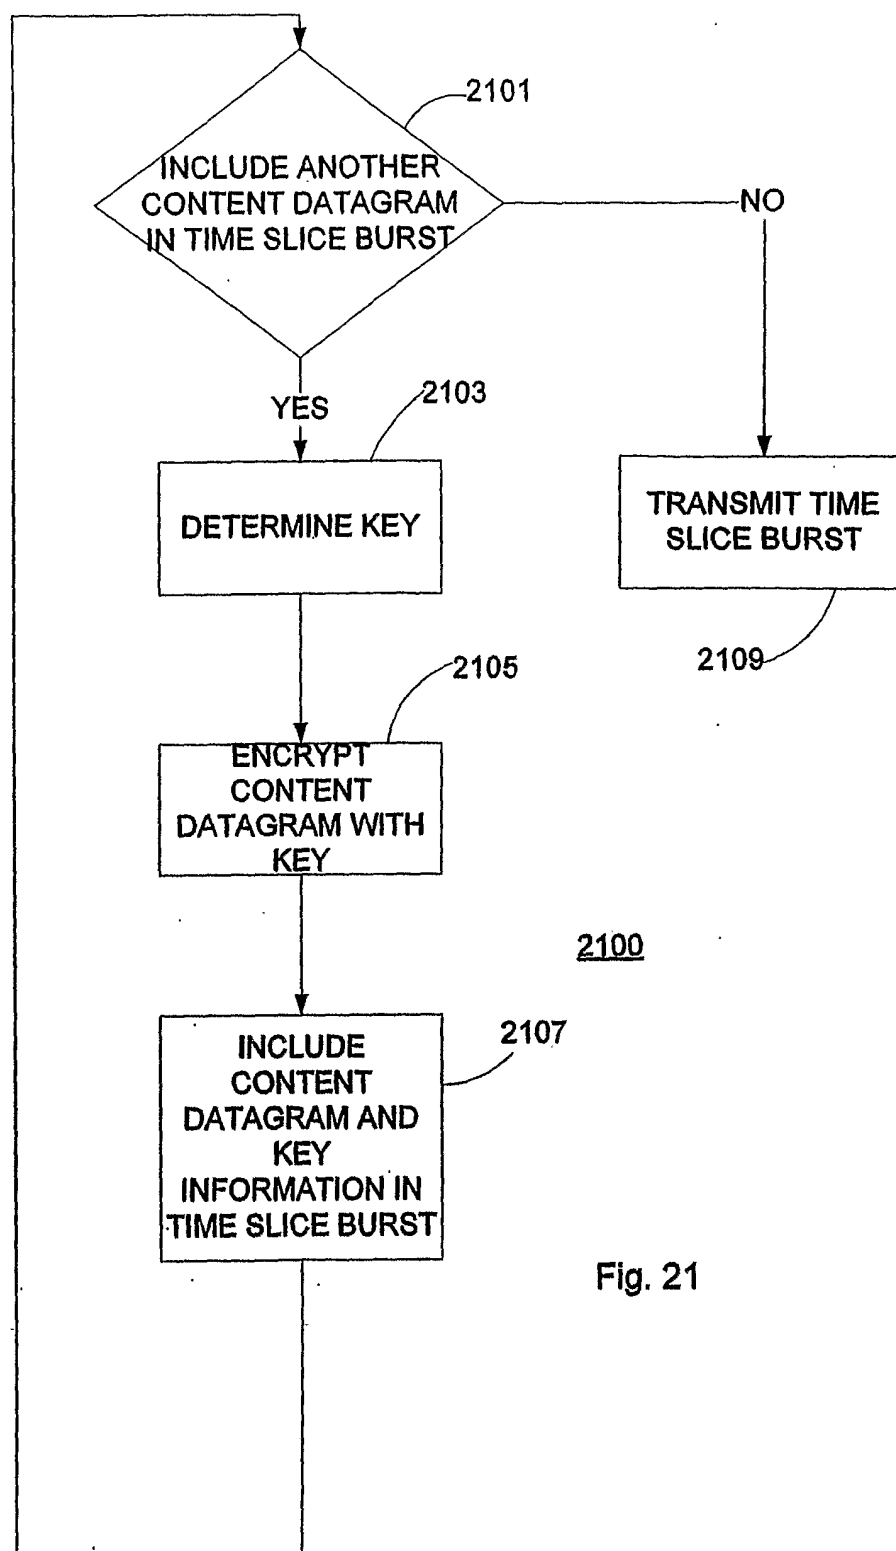 2101
INCLUDE ANOTHER
CONTENT DATAGRAM
IN TIME SLICE BURST
NO
YES
2103
DETERMINE KEY
TRANSMIT TIME
SLICE BURST
2109
2105
ENCRYPT
CONTENT
DATAGRAM WITH
KEY
2100
2107
INCLUDE
CONTENT
DATAGRAM AND
KEY
INFORMATION IN
TIME SLICE BURST
Fig. 21